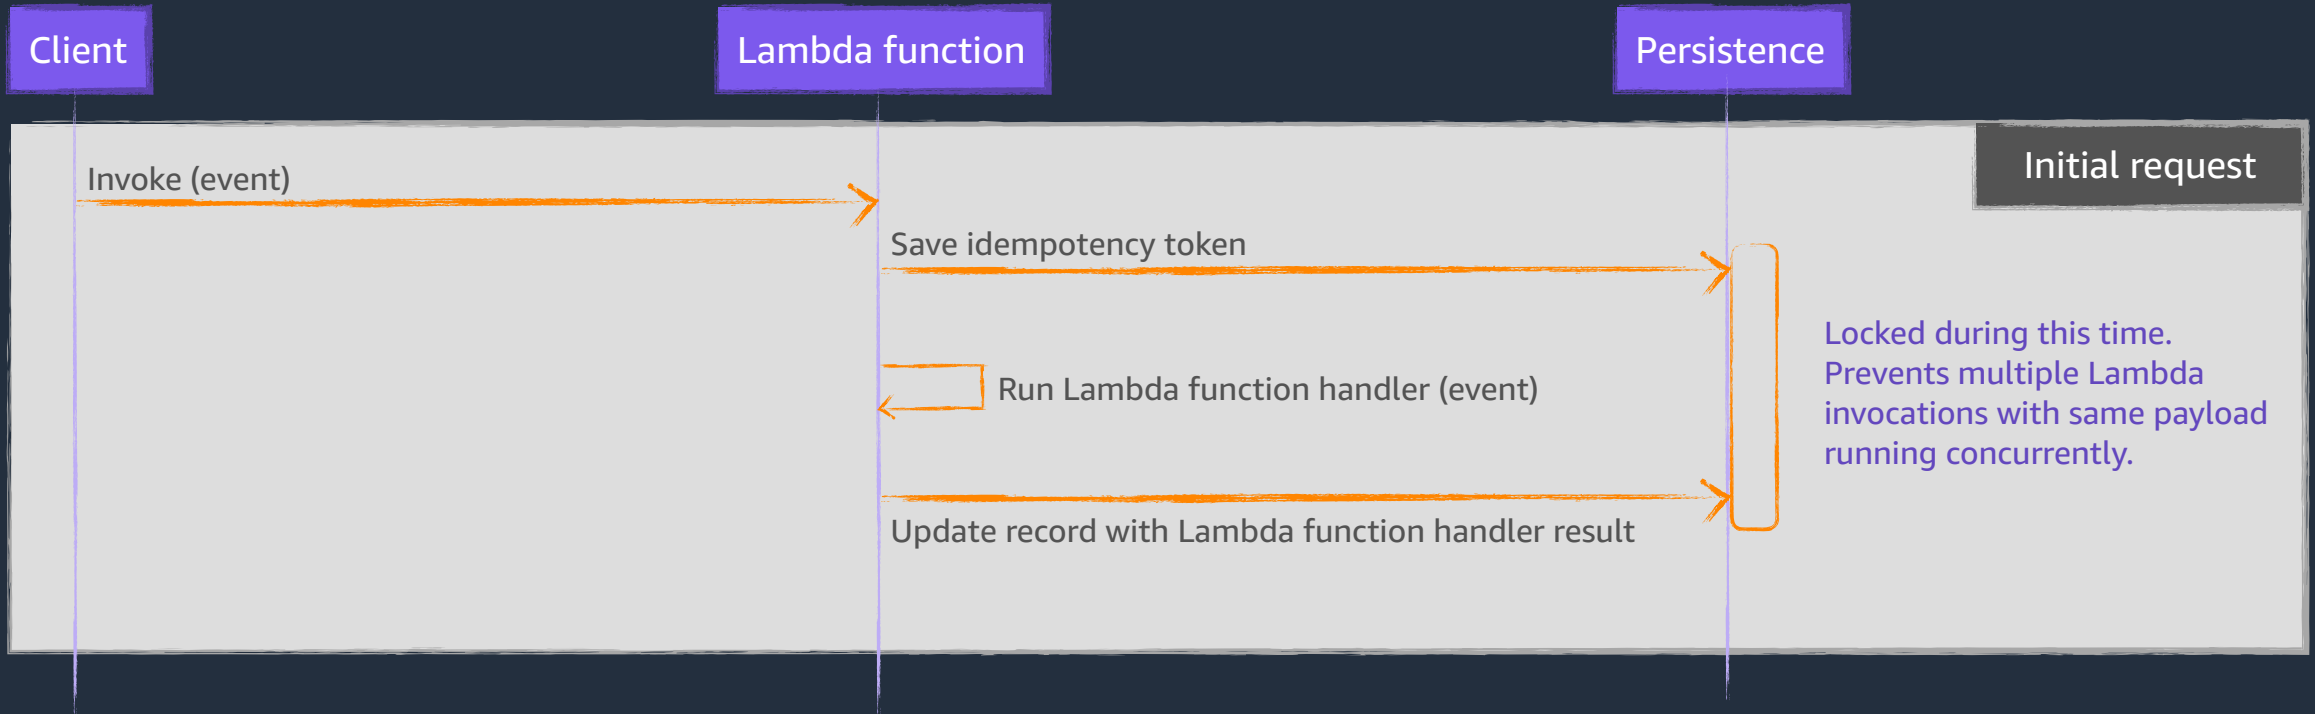 Client
Lambda function
Persistence
Initial request
Invoke (event)
Save idempotency token
Locked during this time.
Prevents multiple Lambda
invocations with same payload
running concurrently.
Run Lambda function handler (event)
Update record with Lambda function handler result